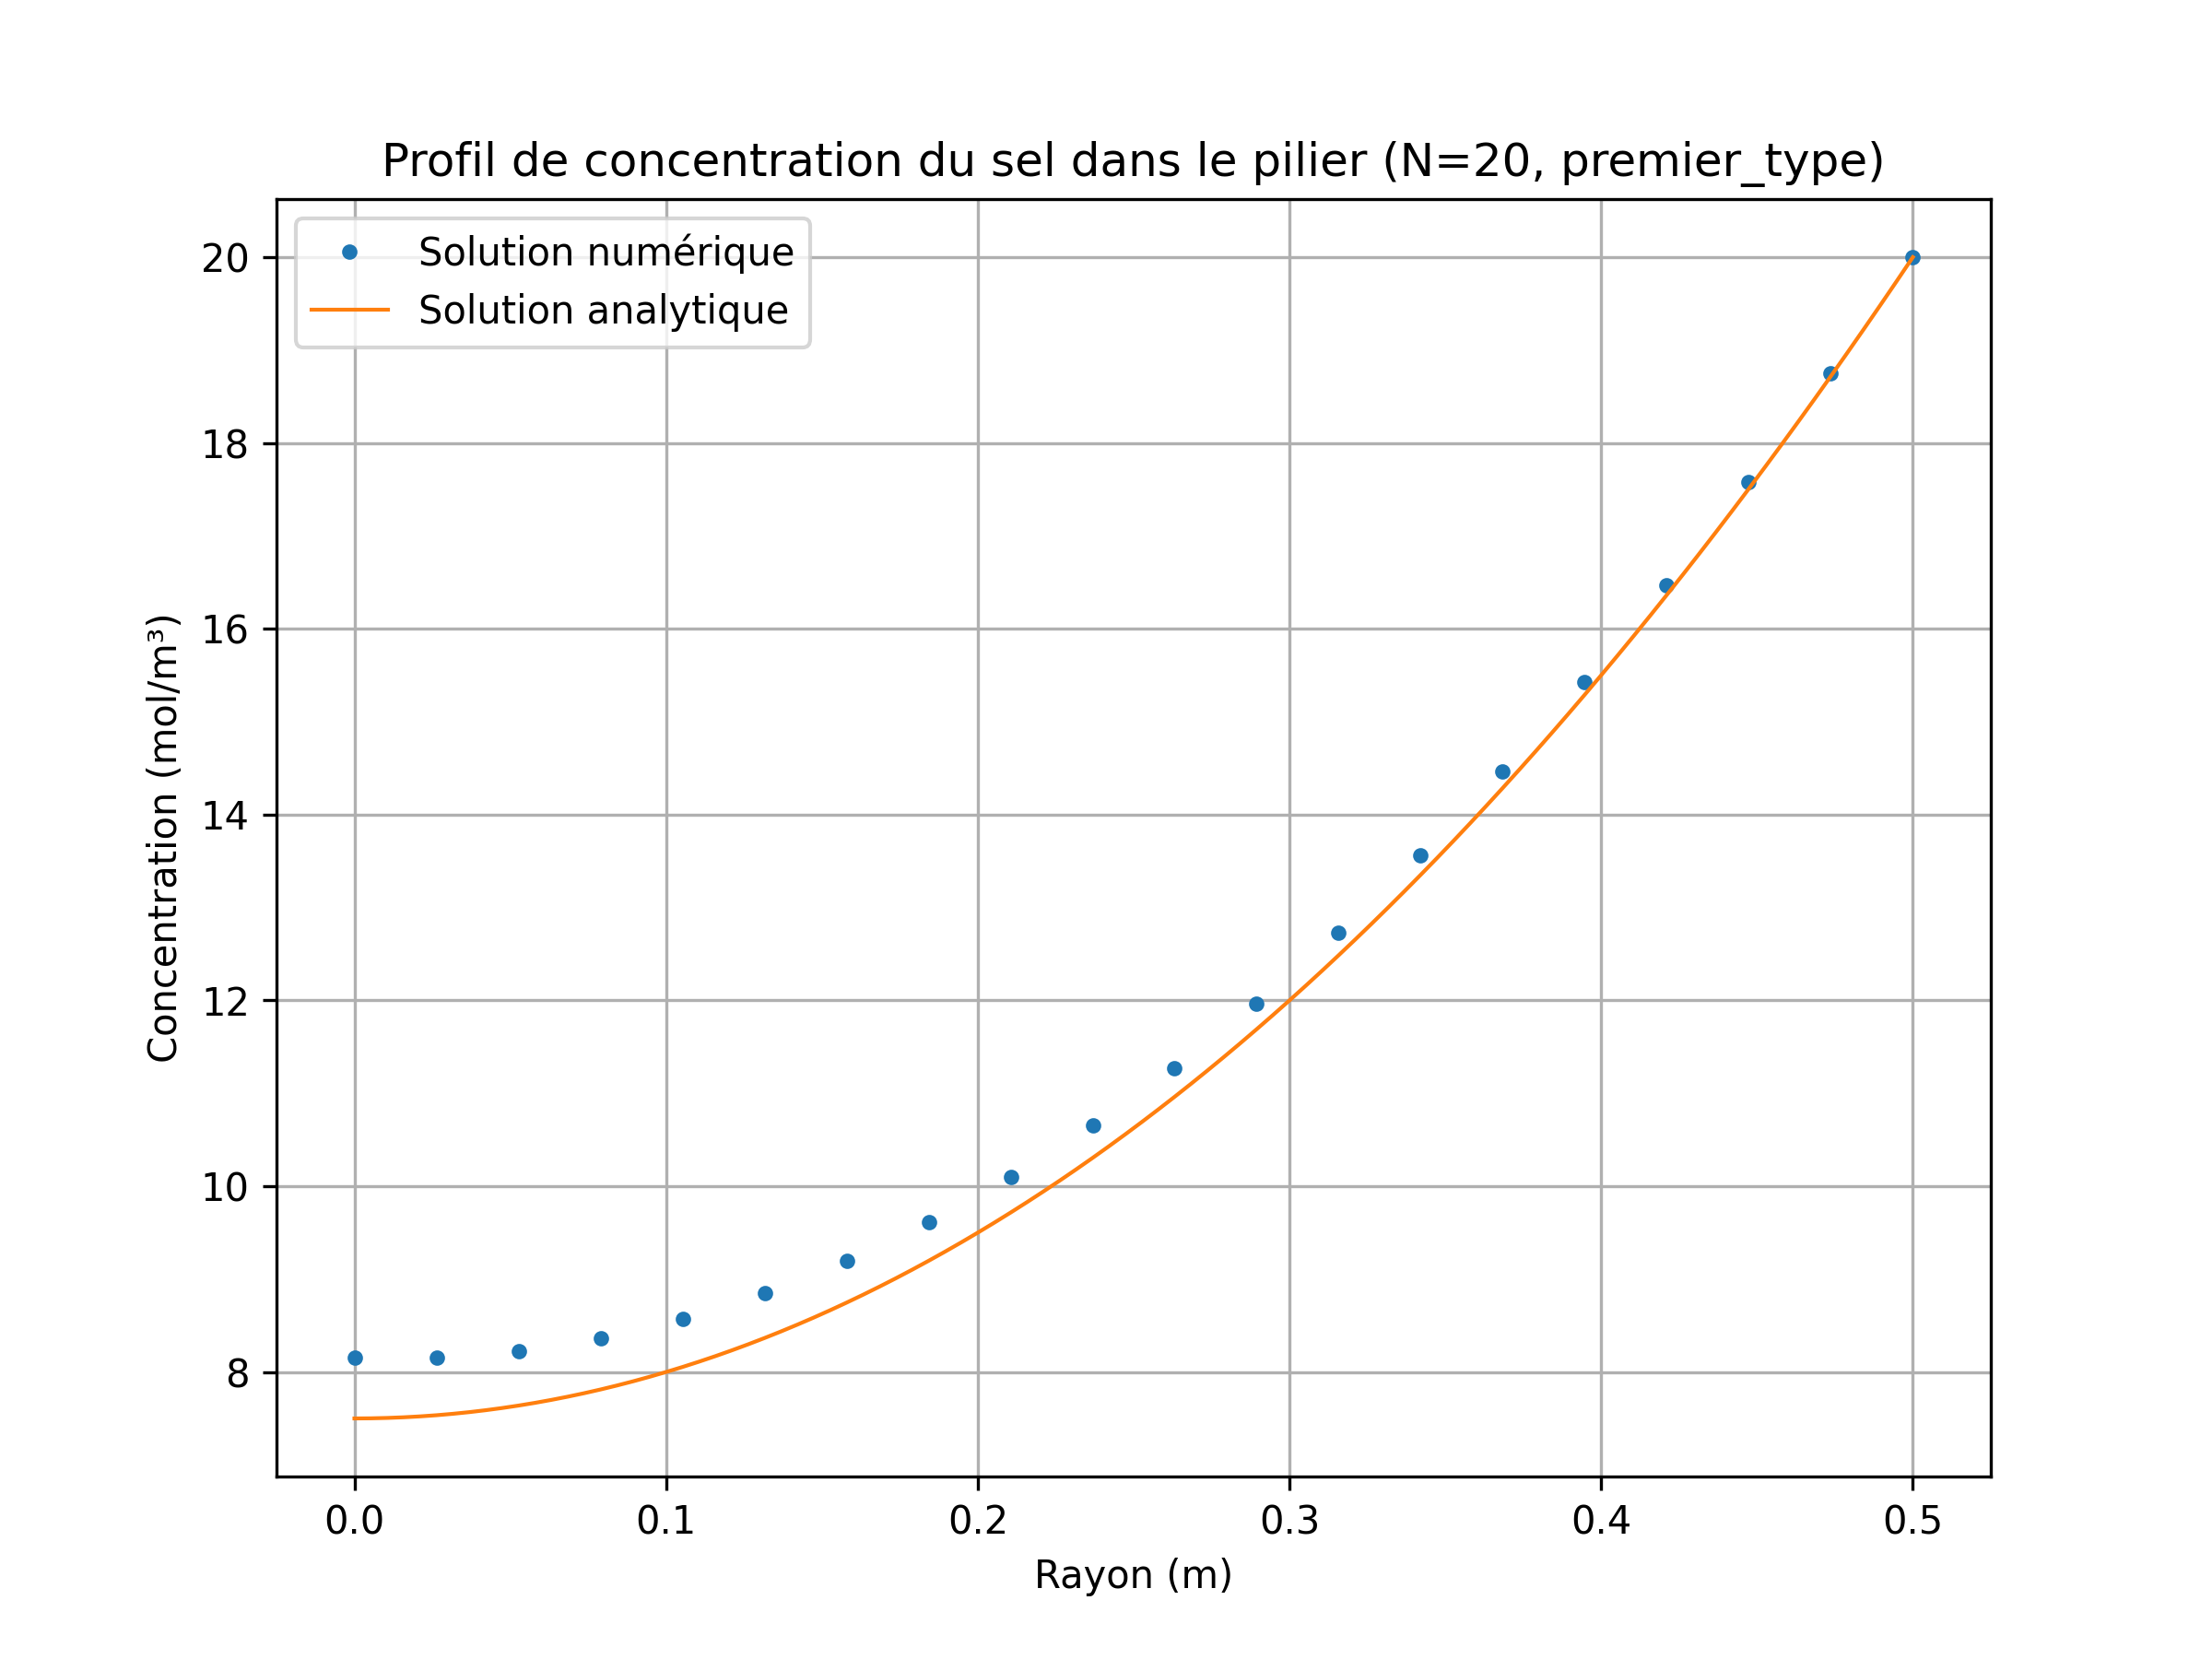 Profil de concentration du sel dans le pilier (N=20, premier_type)
Solution numérique
Solution analytique
20
18
16
14
12
10
8
Concentration (mol/m³)
0.0 0.1 0.2 0.3 0.4 0.5
Rayon (m)